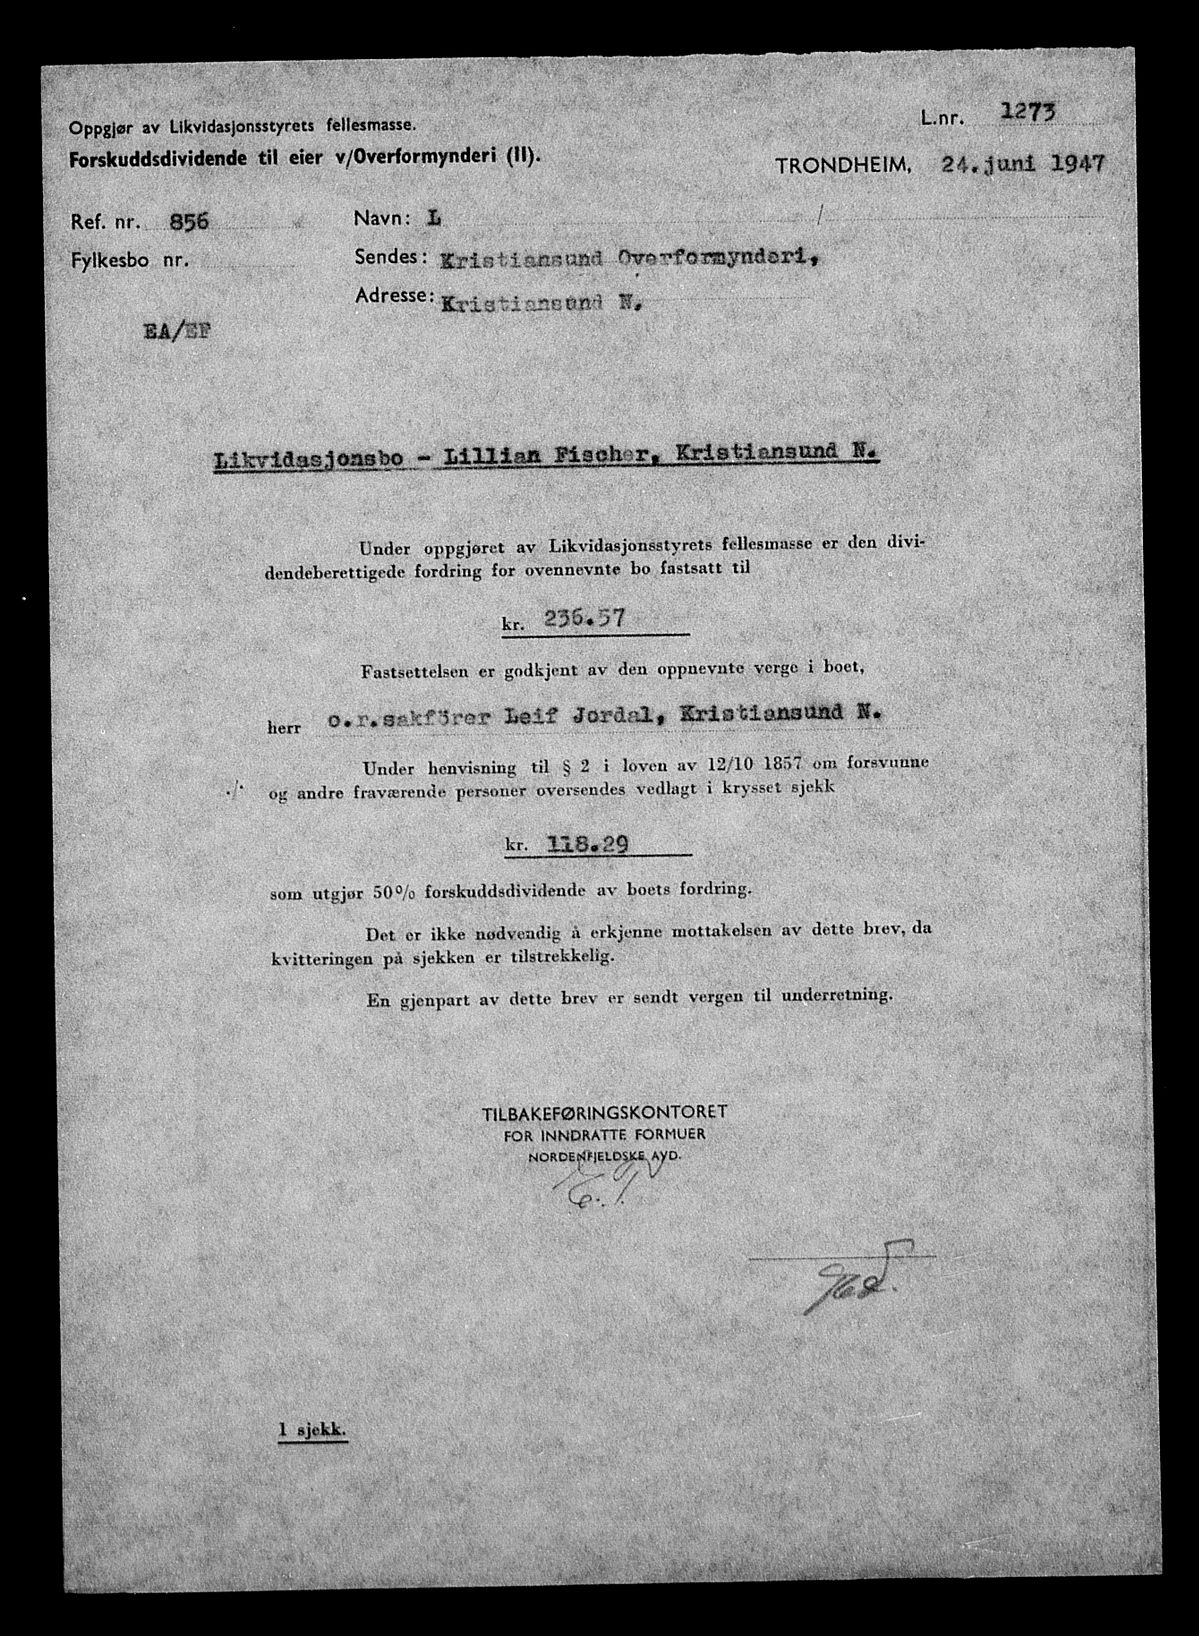 Oppgjør av Likvidasjonsstyrets fellesmasse.
Forskuddsdividende til eier v/Overformynderi (II).
L.nr. 1273
TRONDHEIM, 24.juni 1947
Ref. nr. 856
Navn: L /
Fylkesbo nr.
Sendes: Kristiansund Overformynderi,
Adresse: Kristiansund N.
EA/EF
Likvidasjonsbo - Lillian Fischer, Kristiansund N.
Under oppgjøret av Likvidasjonsstyrets fellesmasse er den divi-
dendeberettigede fordring for ovennevnte bo fastsatt til
kr. 236.57
Fastsettelsen er godkjent av den oppnevnte verge i boet,
herr o.r.sakförer Leif Jordal, Kristiansund N.
Under henvisning til § 2 i loven av 12/10 1857 om forsvunne
./. og andre fraværende personer oversendes vedlagt i krysset sjekk
kr. 118.29
som utgjør 50% forskuddsdividende av boets fordring.
Det er ikke nødvendig å erkjenne mottakelsen av dette brev, da
kvitteringen på sjekken er tilstrekkelig.
En gjenpart av dette brev er sendt vergen til underretning.
TILBAKEFØRINGSKONTORET
FOR INNDRATTE FORMUER
NORDENFJELDSKE AVD.
1 sjekk.